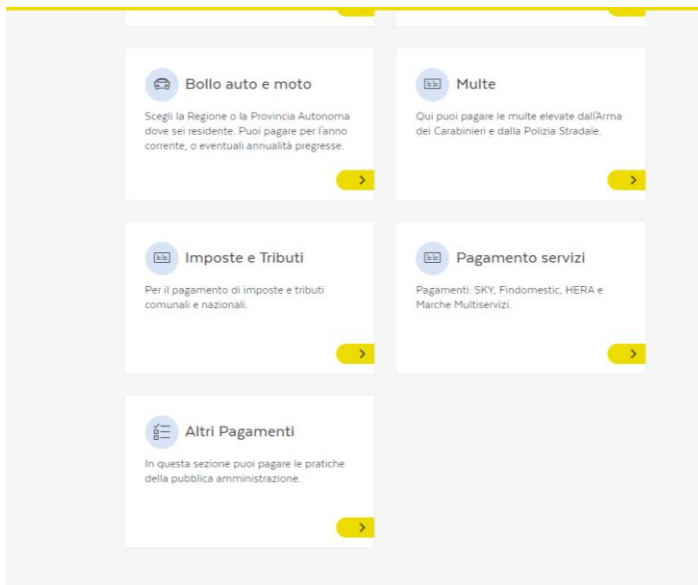 Bollo auto e moto
Scegli la Regione o la Provincia Autonoma
dove sei residente. Puoi pagare per l'anno
corrente, o eventuali annualità pregresse.
Multe
Qui puoi pagare le multe elevate dall'Arma
dei Carabinieri e dalla Polizia Stradale.
Imposte e Tributi
Per il pagamento di imposte e tributi
comunali e nazionali.
Pagamento servizi
Pagamenti: SKY, Findomestic, HERA e
Marche Multiservizi.
Altri Pagamenti
In questa sezione puoi pagare le pratiche
della pubblica amministrazione.